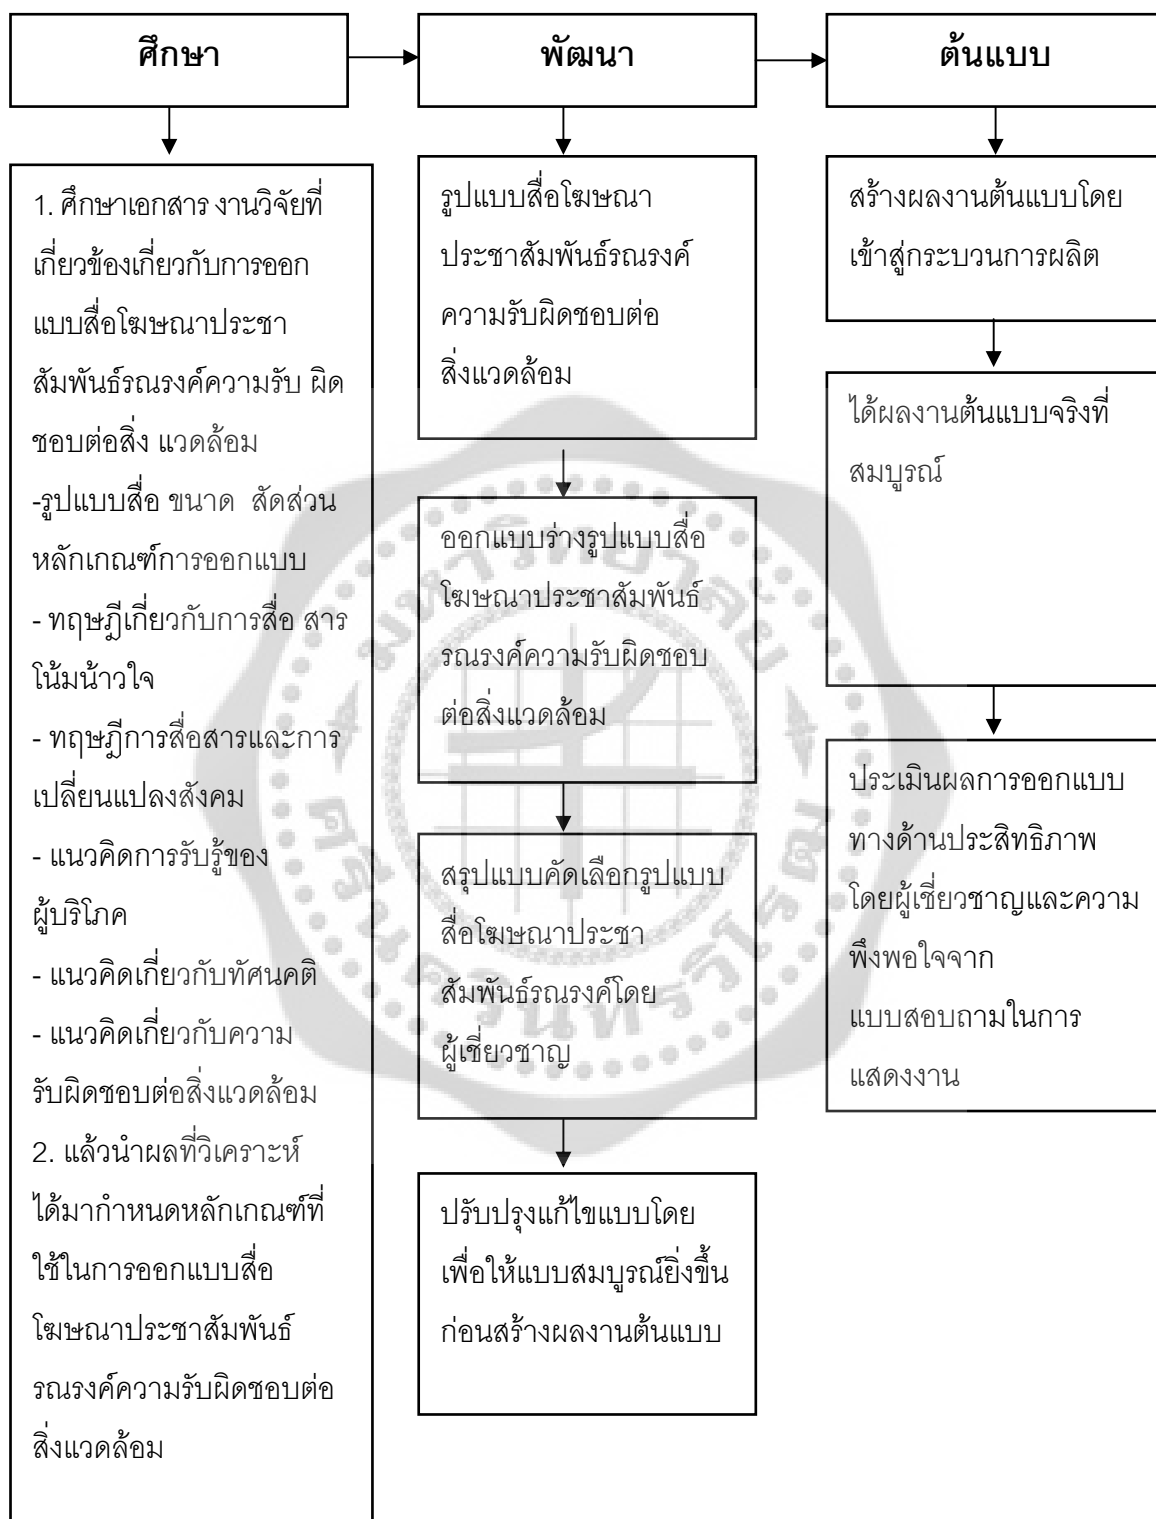 ศึกษา
พัฒนา
ต้นแบบ
1. ศึกษาเอกสาร งานวิจัยที่
เกี่ยวข้องเกี่ยวกับการออก
แบบสื่อโฆษณาประชา
สัมพันธ์รณรงค์ความรับ ผิด
ชอบต่อสิ่ง แวดล้อม
-รูปแบบสื่อ ขนาด สัดส่วน
หลักเกณฑ์การออกแบบ
- ทฤษฎีเกี่ยวกับการสื่อ สาร
โน้มน้าวใจ
- ทฤษฎีการสื่อสารและการ
เปลี่ยนแปลงสังคม
- แนวคิดการรับรู้ของ
ผู้บริโภค
- แนวคิดเกี่ยวกับทัศนคติ
- แนวคิดเกี่ยวกับความ
รับผิดชอบต่อสิ่งแวดล้อม
2. แล้วนำผลที่วิเคราะห์
ได้มากำหนดหลักเกณฑ์ที่
ใช้ในการออกแบบสื่อ
โฆษณาประชาสัมพันธ์
รณรงค์ความรับผิดชอบต่อ
สิ่งแวดล้อม
รูปแบบสื่อโฆษณา
ประชาสัมพันธ์รณรงค์
ความรับผิดชอบต่อ
สิ่งแวดล้อม
ออกแบบร่างรูปแบบสื่อ
โฆษณาประชาสัมพันธ์
รณรงค์ความรับผิดชอบ
ต่อสิ่งแวดล้อม
สรุปแบบคัดเลือกรูปแบบ
สื่อโฆษณาประชา
สัมพันธ์รณรงค์โดย
ผู้เชี่ยวชาญ
ปรับปรุงแก้ไขแบบโดย
เพื่อให้แบบสมบูรณ์ยิ่งขึ้น
ก่อนสร้างผลงานต้นแบบ
สร้างผลงานต้นแบบโดย
เข้าสู่กระบวนการผลิต
ได้ผลงานต้นแบบจริงที่
สมบูรณ์
ประเมินผลการออกแบบ
ทางด้านประสิทธิภาพ
โดยผู้เชี่ยวชาญและความ
พึงพอใจจาก
แบบสอบถามในการ
แสดงงาน
มหาวิทยาลัย
ศรีนครินทรวิโรฒ